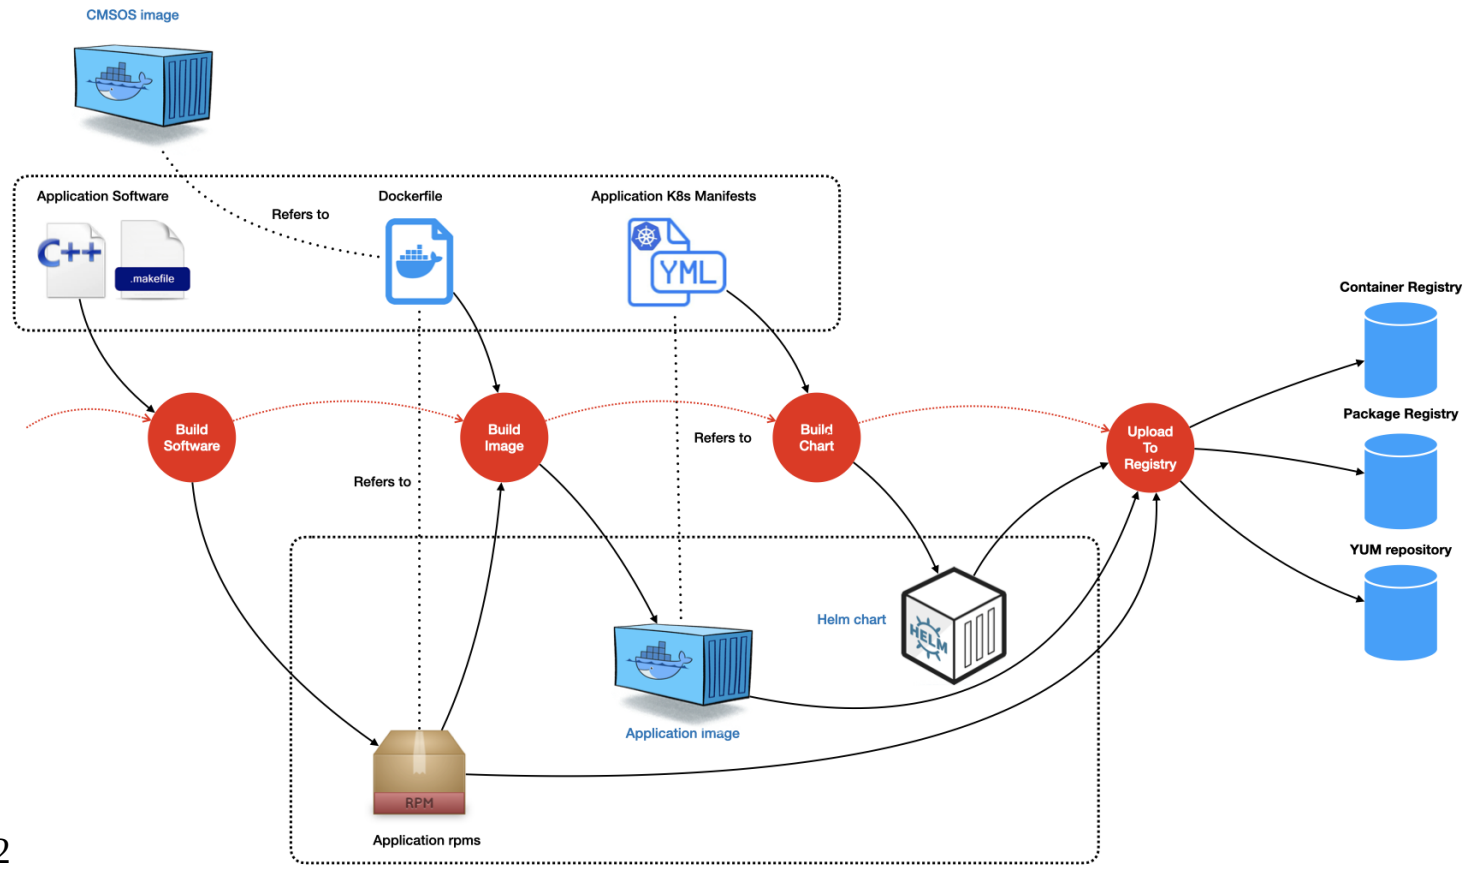 CMSOS image
Application Software
Dockerfile
Application K8s Manifests
Refers to
C++
.makefile
YML
Container Registry
Package Registry
YUM repository
Build
Software
Build
Image
Build
Chart
Upload
To
Registry
Refers to
Refers to
Helm chart
HELM
Application image
RPM
Application rpms
2